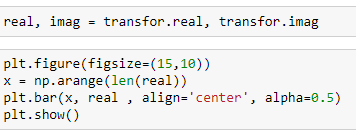 real, imag = transfor.real, transfor.imag
plt.figure(figsize=(15,10))
x = np.arange(len(real))
plt.bar(x, real , align='center', alpha=0.5)
plt.show()